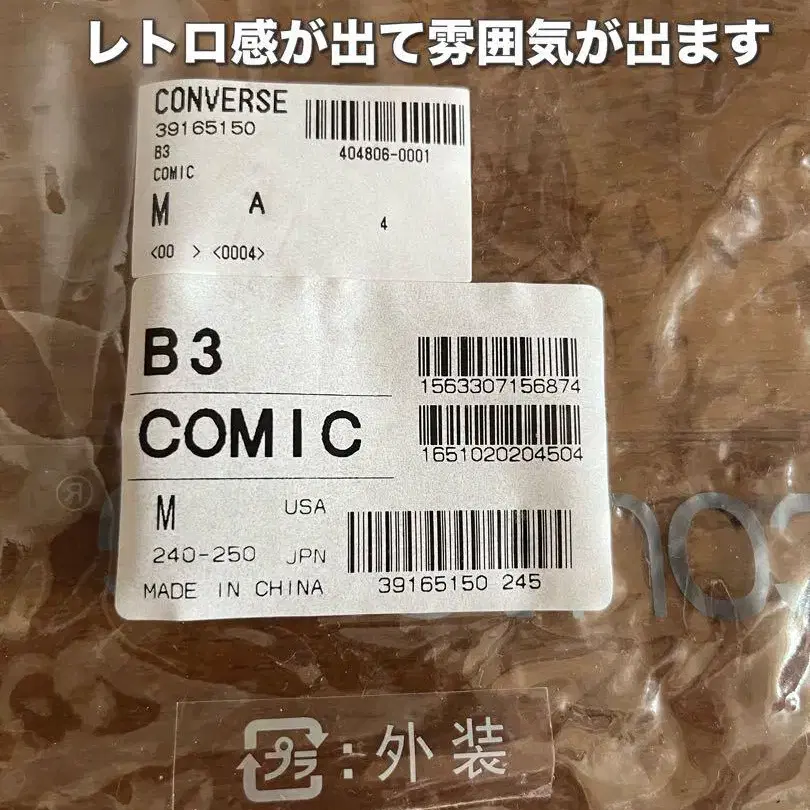 レトロ感が出て雰囲気が出ます
CONVERSE
39165150
B3
404806-0001
COMIC
M A
4
<00 > <0004>
B3
1563307156874
COMIC
1651020204504
M USA
240-250 JPN
MADE IN CHINA
39165150 245
®
プラ:外装